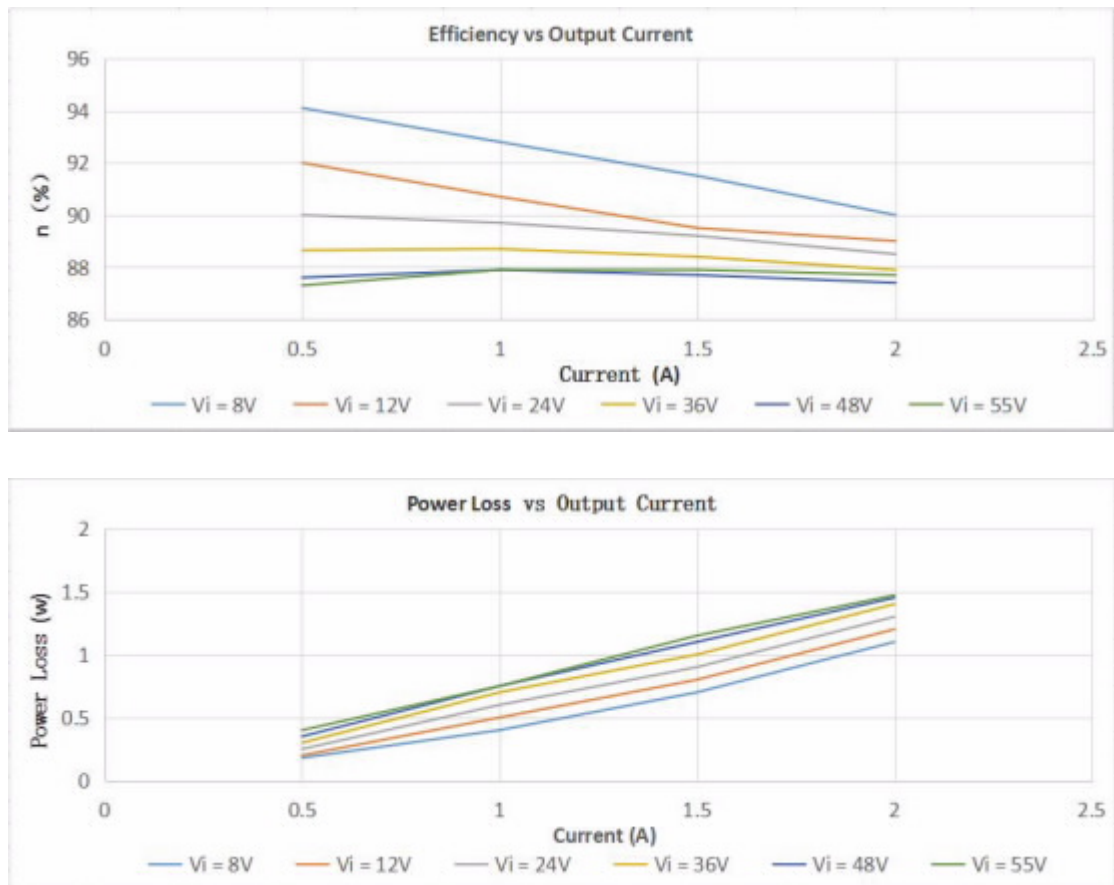 Efficiency vs Output Current
96
94
92
90
88
86
n (%)
0 0.5 1 1.5 2 2.5
Current (A)
Vi = 8V Vi = 12V Vi = 24V Vi = 36V Vi = 48V Vi = 55V
Power Loss vs Output Current
2
1.5
1
0.5
0
Power Loss (w)
0 0.5 1 1.5 2 2.5
Current (A)
Vi = 8V Vi = 12V Vi = 24V Vi = 36V Vi = 48V Vi = 55V